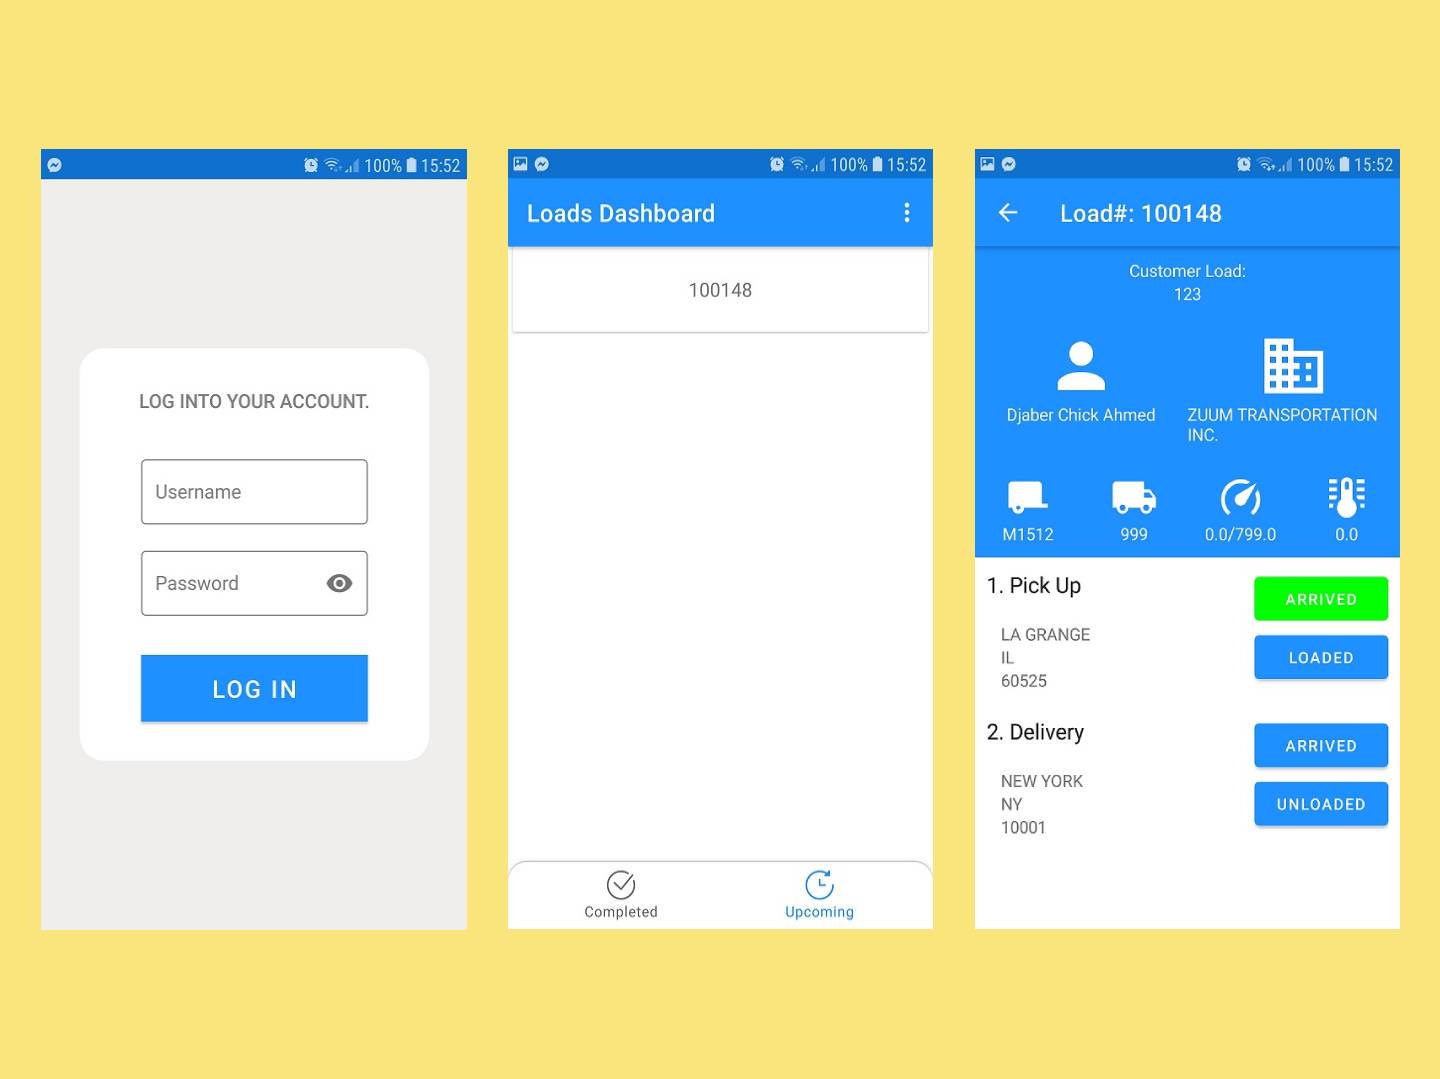 100% 15:52
LOG INTO YOUR ACCOUNT.
Username
Password
LOG IN
100% 15:52
Loads Dashboard
100148
Completed
Upcoming
100% 15:52
Load#: 100148
Customer Load:
123
Djaber Chick Ahmed
ZUUM TRANSPORTATION
INC.
M1512
999
0.0/799.0
0.0
1. Pick Up
ARRIVED
LA GRANGE
IL
60525
LOADED
2. Delivery
ARRIVED
NEW YORK
NY
10001
UNLOADED